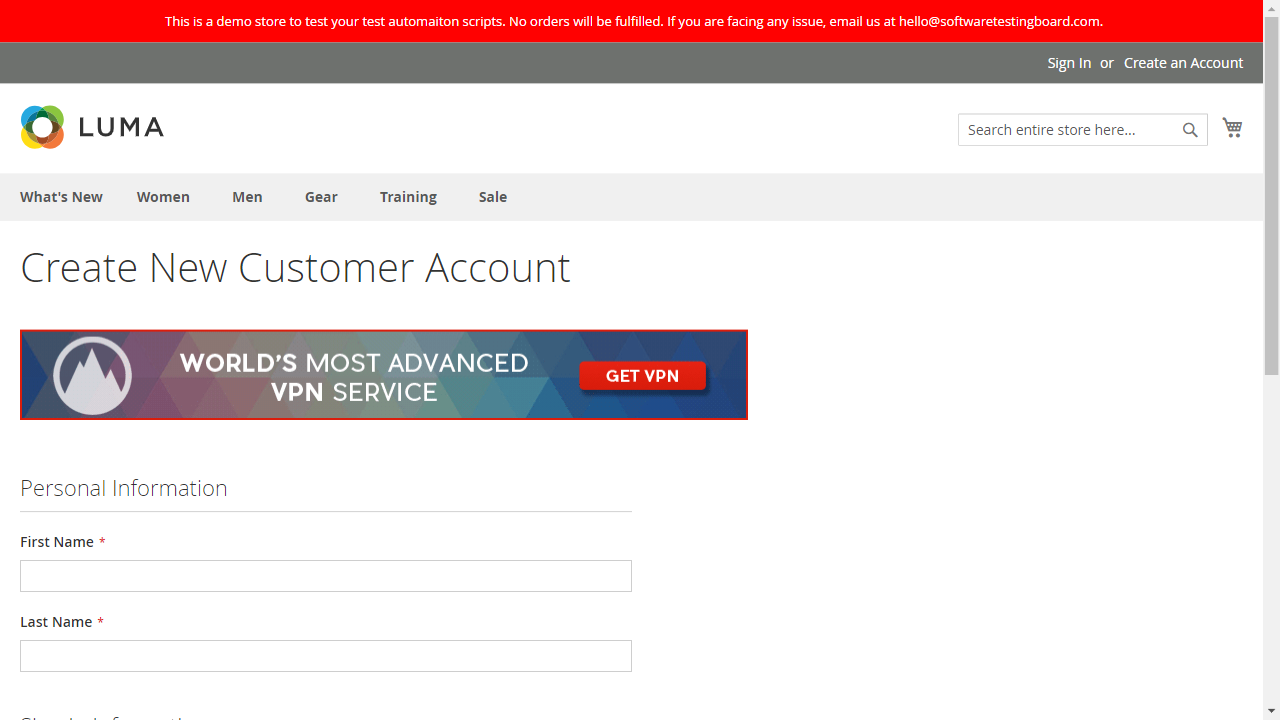 This is a demo store to test your test automaiton scripts. No orders will be fulfilled. If you are facing any issue, email us at hello@softwaretestingboard.com.
Sign In or Create an Account
LUMA
Search entire store here...
What's New Women Men Gear Training Sale
Create New Customer Account
WORLD'S MOST ADVANCED
VPN SERVICE
GET VPN
Personal Information
First Name *
Last Name *